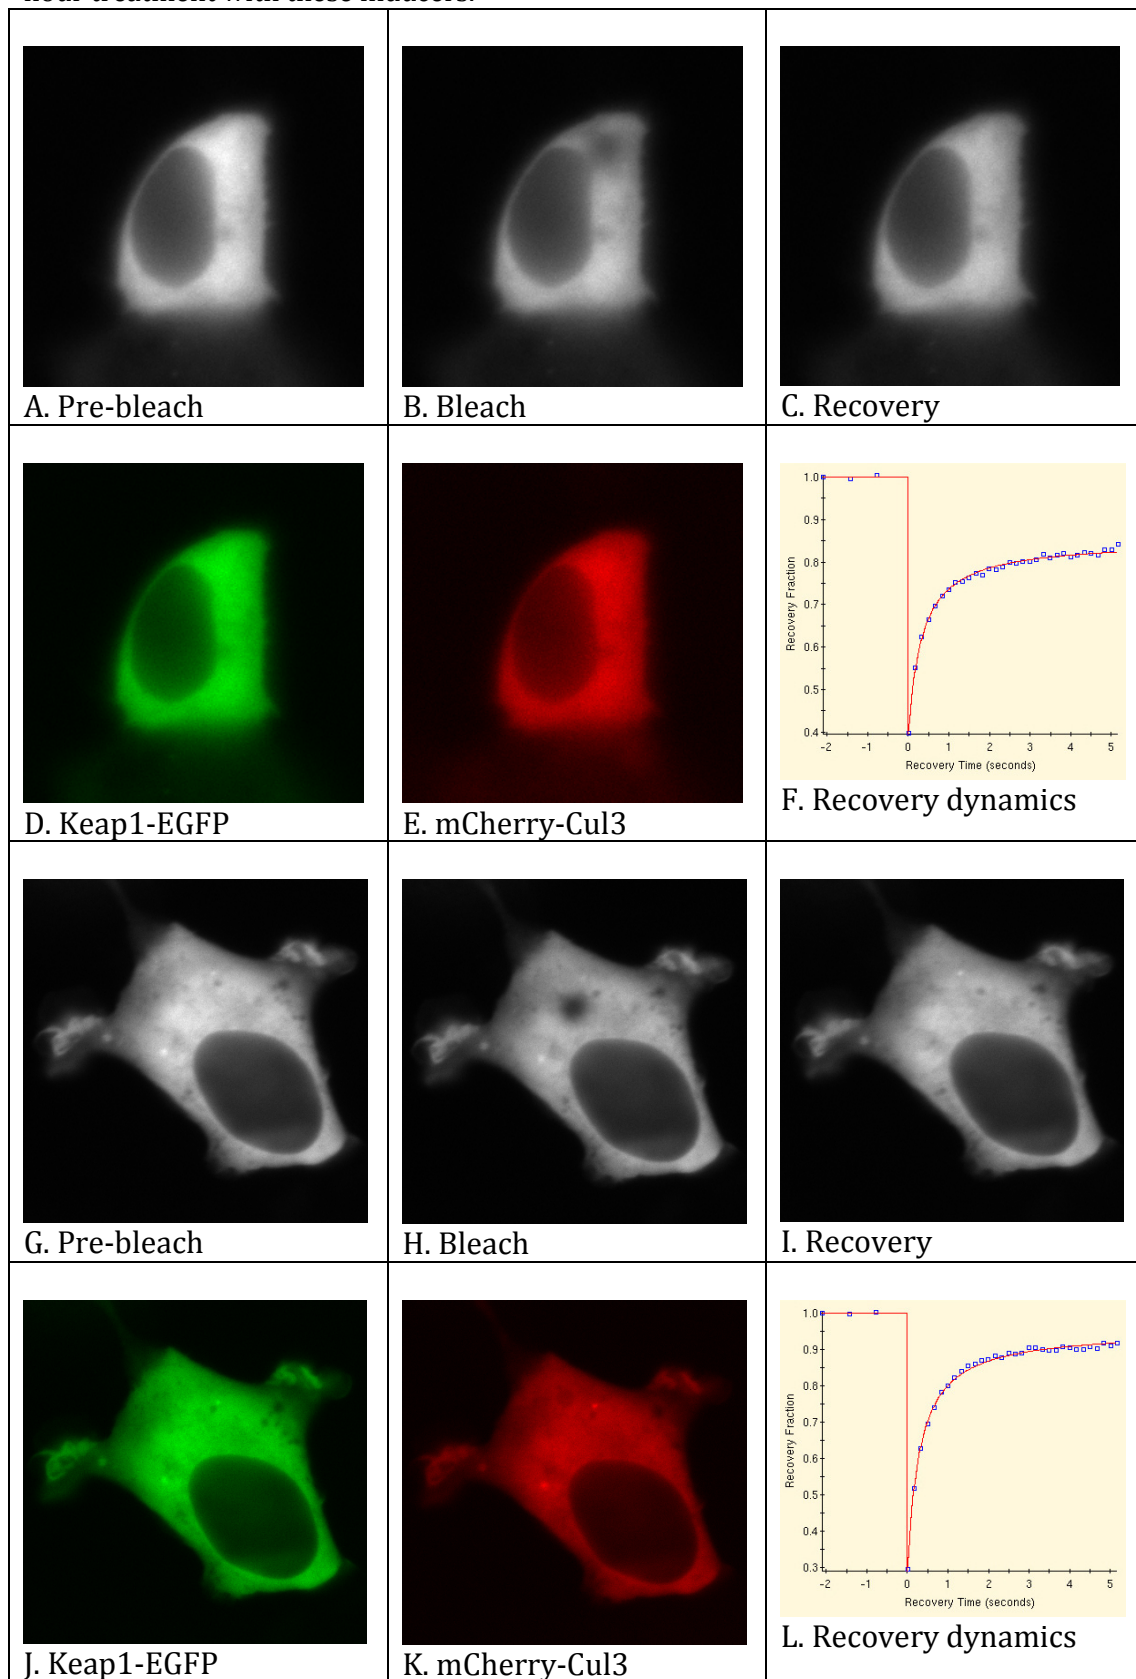 hour treatment with these inducers.
A. Pre-bleach
B. Bleach
C. Recovery
1.0
0.9
0.8
0.7
0.6
0.5
0.4
Recovery Fraction
-2 -1 0 1 2 3 4 5
Recovery Time (seconds)
D. Keap1-EGFP
E. mCherry-Cul3
F. Recovery dynamics
G. Pre-bleach
H. Bleach
I. Recovery
1.0
0.9
0.8
0.7
0.6
0.5
0.4
0.3
Recovery Fraction
-2 -1 0 1 2 3 4 5
Recovery Time (seconds)
J. Keap1-EGFP
K. mCherry-Cul3
L. Recovery dynamics